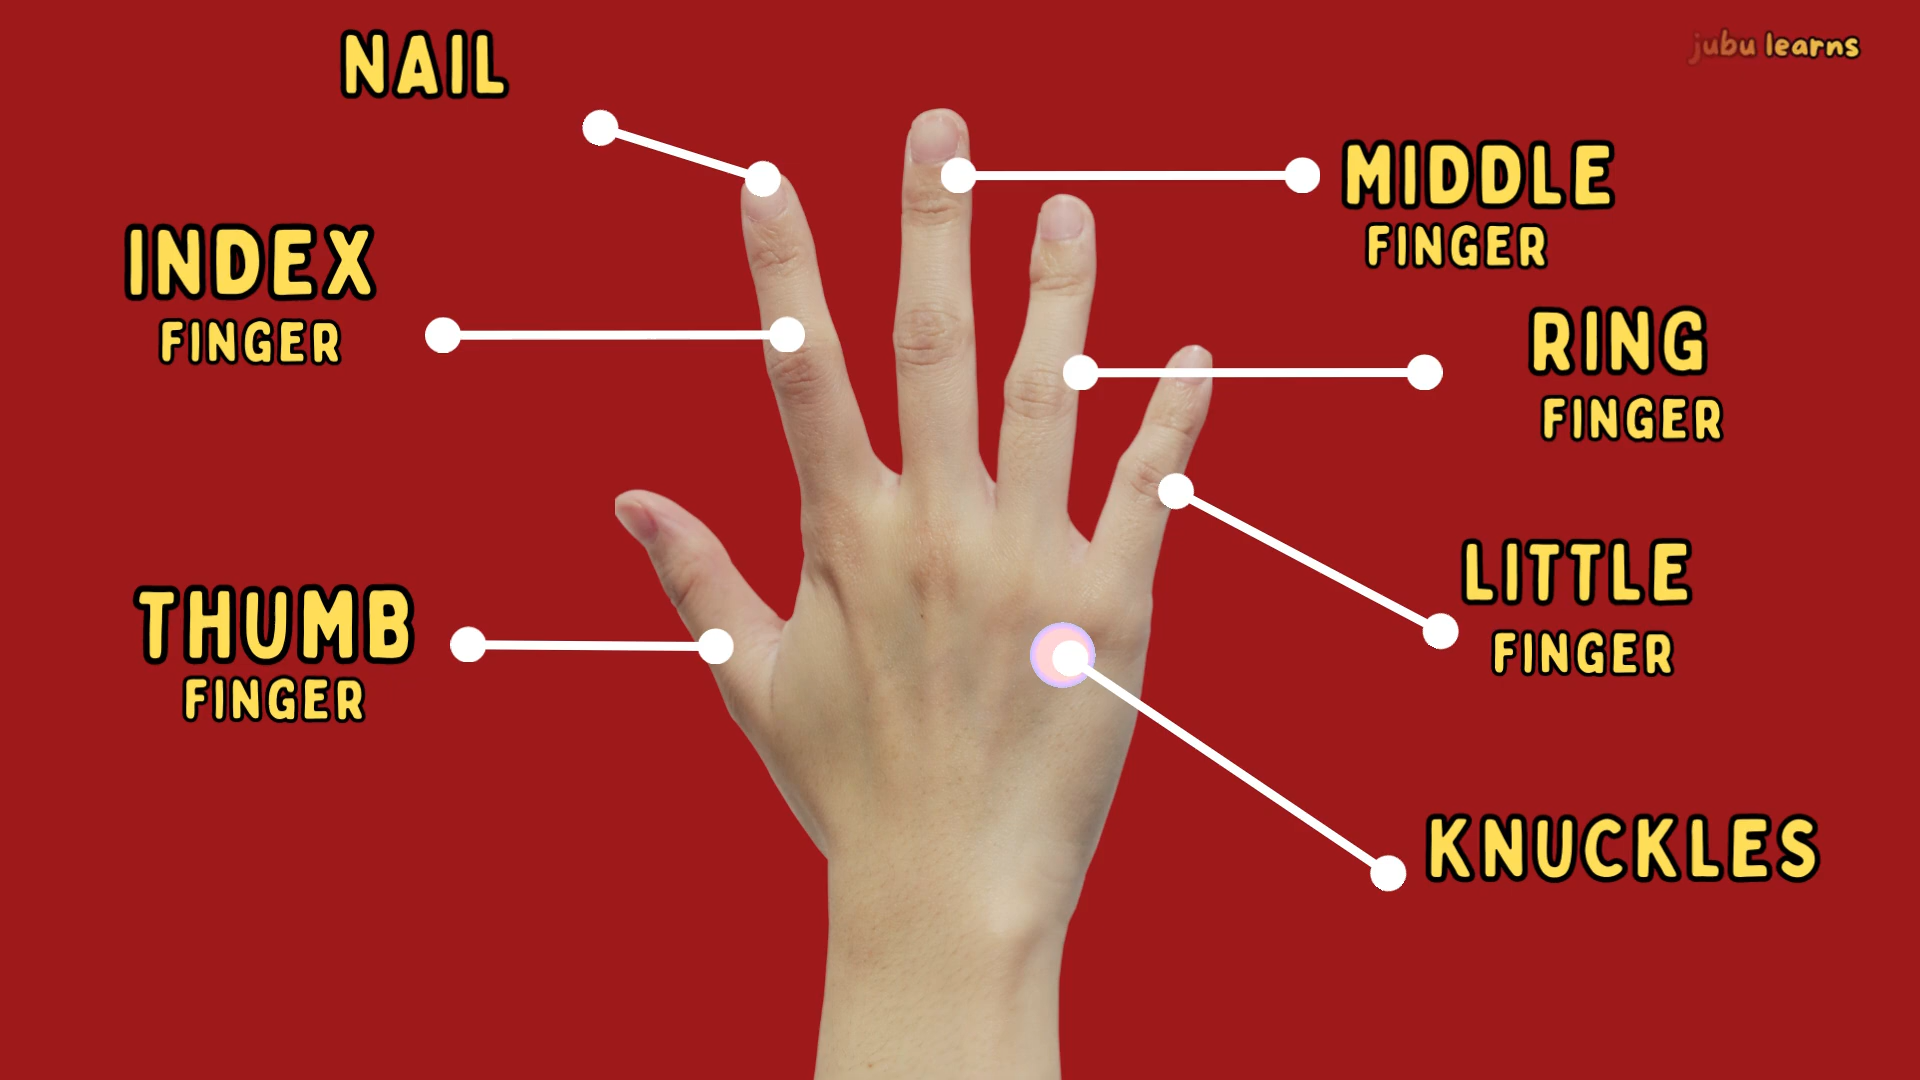 NAIL
jubu learns
MIDDLE
FINGER
INDEX
FINGER
RING
FINGER
LITTLE
FINGER
THUMB
FINGER
KNUCKLES